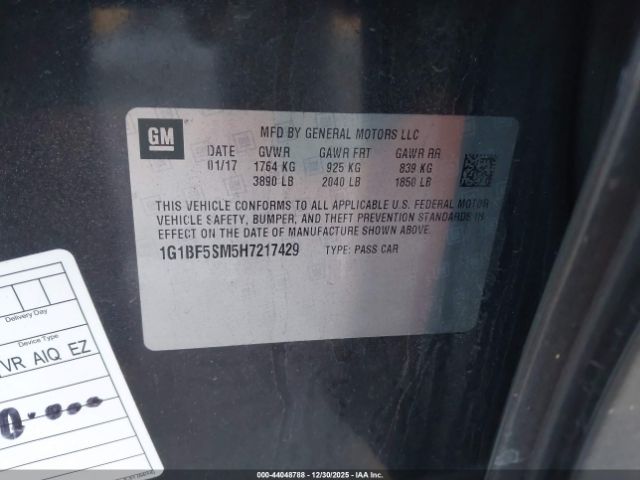 GM
MFD BY GENERAL MOTORS LLC
DATE GVWR GAWR FRT GAWR RR
01/17 1764 KG 925 KG 839 KG
3890 LB 2040 LB 1850 LB
THIS VEHICLE CONFORMS TO ALL APPLICABLE U.S. FEDERAL MOTOR
VEHICLE SAFETY, BUMPER, AND THEFT PREVENTION STANDARDS IN
EFFECT ON THE DATE OF MANUFACTURE SHOWN ABOVE.
1G1BF5SM5H7217429 TYPE: PASS CAR
Delivery Day
Device Type
VR AIQ EZ
000-44048788 - 12/30/2025 - IAA Inc.